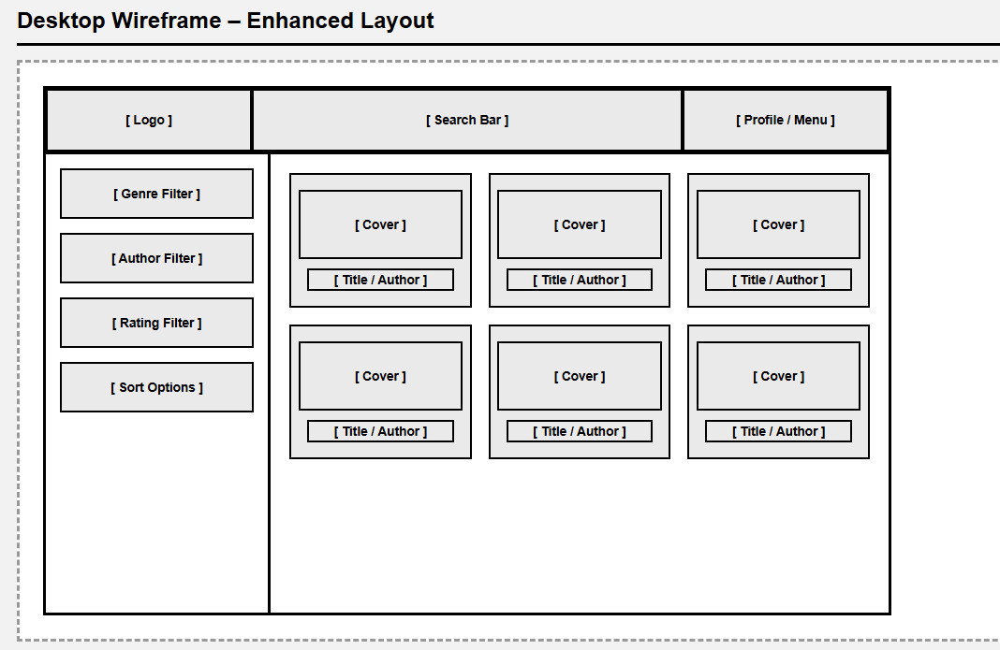 Desktop Wireframe – Enhanced Layout
[ Logo ]
[ Search Bar ]
[ Profile / Menu ]
[ Genre Filter ]
[ Author Filter ]
[ Rating Filter ]
[ Sort Options ]
[ Cover ]
[ Title / Author ]
[ Cover ]
[ Title / Author ]
[ Cover ]
[ Title / Author ]
[ Cover ]
[ Title / Author ]
[ Cover ]
[ Title / Author ]
[ Cover ]
[ Title / Author ]